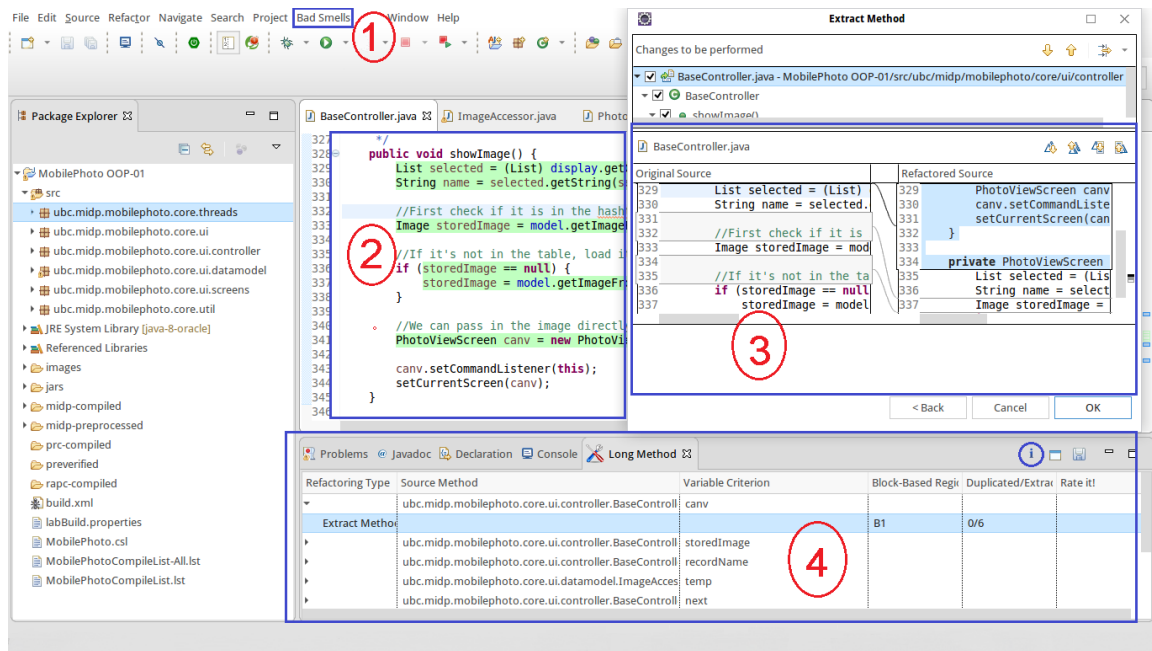 File Edit Source Refactor Navigate Search Project Bad Smells Window Help
1
Package Explorer
MobilePhoto OOP-01
src
ubc.midp.mobilephoto.core.threads
ubc.midp.mobilephoto.core.ui
ubc.midp.mobilephoto.core.ui.controller
ubc.midp.mobilephoto.core.ui.datamodel
ubc.midp.mobilephoto.core.ui.screens
ubc.midp.mobilephoto.core.util
JRE System Library [java-8-oracle]
Referenced Libraries
images
jars
midp-compiled
midp-preprocessed
prc-compiled
preverified
rapc-compiled
build.xml
labBuild.properties
MobilePhoto.csl
MobilePhotoCompileList-All.lst
MobilePhotoCompileList.lst
BaseController.java ImageAccessor.java Photo
327 */
328 public void showImage() {
329 List selected = (List) display.get
330 String name = selected.getString(s
331
332 //First check if it is in the hash
333 Image storedImage = model.getImage
334
335 //If it's not in the table, load i
336 if (storedImage == null) {
337 storedImage = model.getImageFr
338 }
339
340 //We can pass in the image directl
341 PhotoViewScreen canv = new PhotoVi
342
343 canv.setCommandListener(this);
344 setCurrentScreen(canv);
345 }
346
2
Extract Method
Changes to be performed
BaseController.java - MobilePhoto OOP-01/src/ubc/midp/mobilephoto/core/ui/controller
BaseController
showImage()
BaseController.java
Original Source
329 List selected = (List)
330 String name = selected.
331
332 //First check if it is
333 Image storedImage = mod
334
335 //If it's not in the ta
336 if (storedImage == null
337 storedImage = model
Refactored Source
329 PhotoViewScreen canv
330 canv.setCommandListe
331 setCurrentScreen(can
332 }
333
334 private PhotoViewScreen
335 List selected = (Lis
336 String name = select
337 Image storedImage =
3
< Back Cancel OK
Problems @ Javadoc Declaration Console Long Method
i
Refactoring Type Source Method Variable Criterion Block-Based Regio Duplicated/Extrac Rate it!
ubc.midp.mobilephoto.core.ui.controller.BaseControll canv
Extract Metho B1 0/6
ubc.midp.mobilephoto.core.ui.controller.BaseControll storedImage
ubc.midp.mobilephoto.core.ui.controller.BaseControll recordName
ubc.midp.mobilephoto.core.ui.datamodel.ImageAcces temp
ubc.midp.mobilephoto.core.ui.controller.BaseControll next
4